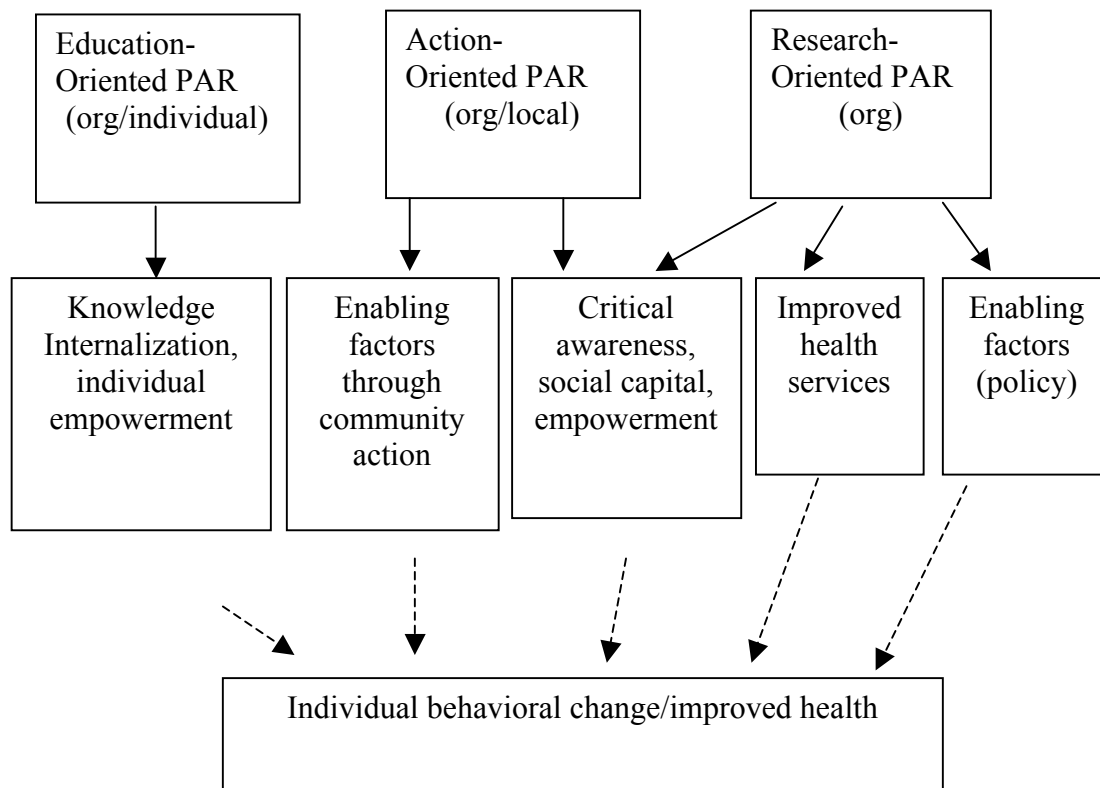 Education-
Oriented PAR
(org/individual)
Action-
Oriented PAR
(org/local)
Research-
Oriented PAR
(org)
Knowledge
Internalization,
individual
empowerment
Enabling
factors
through
community
action
Critical
awareness,
social capital,
empowerment
Improved
health
services
Enabling
factors
(policy)
Individual behavioral change/improved health